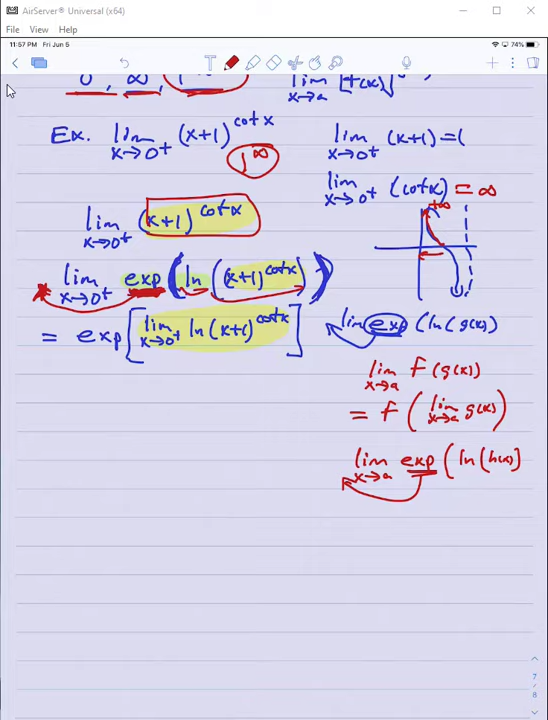 AirServer Universal (x64)
File View Help
11:57 PM Fri Jun 5 74%
lim x→a [f(x)]
Ex. lim x→0⁺ (x+1)^cot x
lim x→0⁺ (x+1) = (
1^∞
lim x→0⁺ (cot x) = ∞
+∞
lim x→0⁺ (x+1)^cot x
lim x→0⁺ exp (ln ((x+1)^cot x))
= exp [lim x→0⁺ ln (x+1)^cot x]
lim exp (ln (g(x))
lim x→a f(g(x))
= f (lim x→a g(x))
lim x→a exp (ln(h(x))
7
/
8